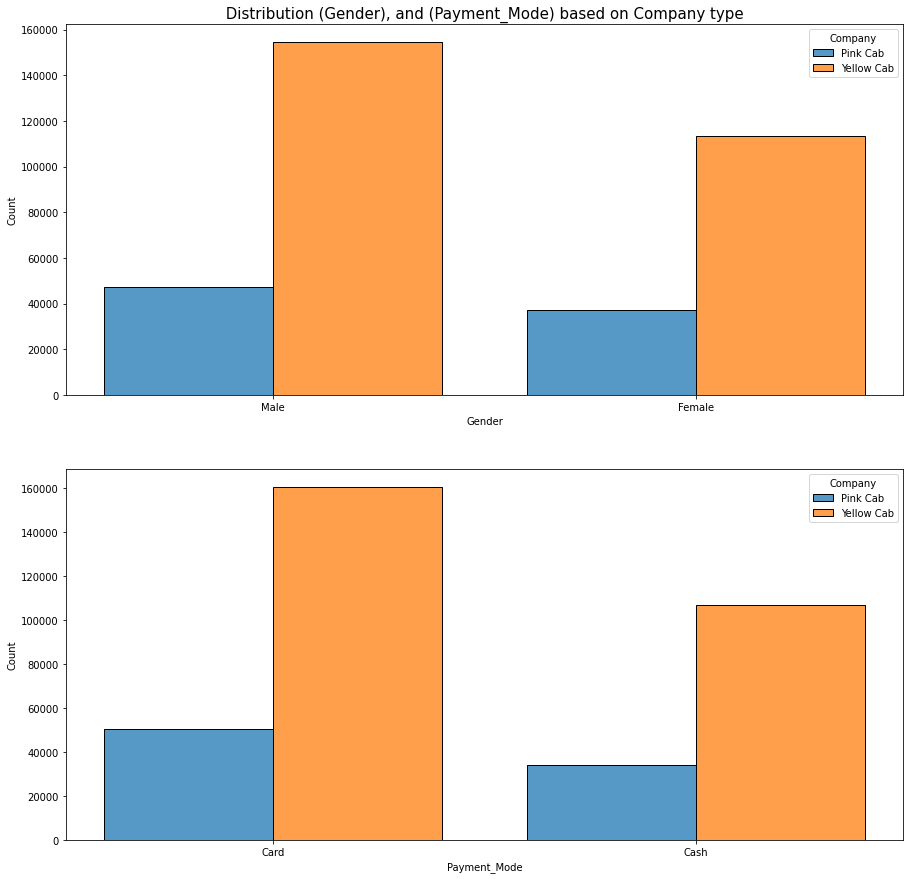 Distribution (Gender), and (Payment_Mode) based on Company type
160000
140000
120000
100000
80000
60000
40000
20000
0
Count
Company
Pink Cab
Yellow Cab
Male
Female
Gender
160000
140000
120000
100000
80000
60000
40000
20000
0
Count
Company
Pink Cab
Yellow Cab
Card
Cash
Payment_Mode